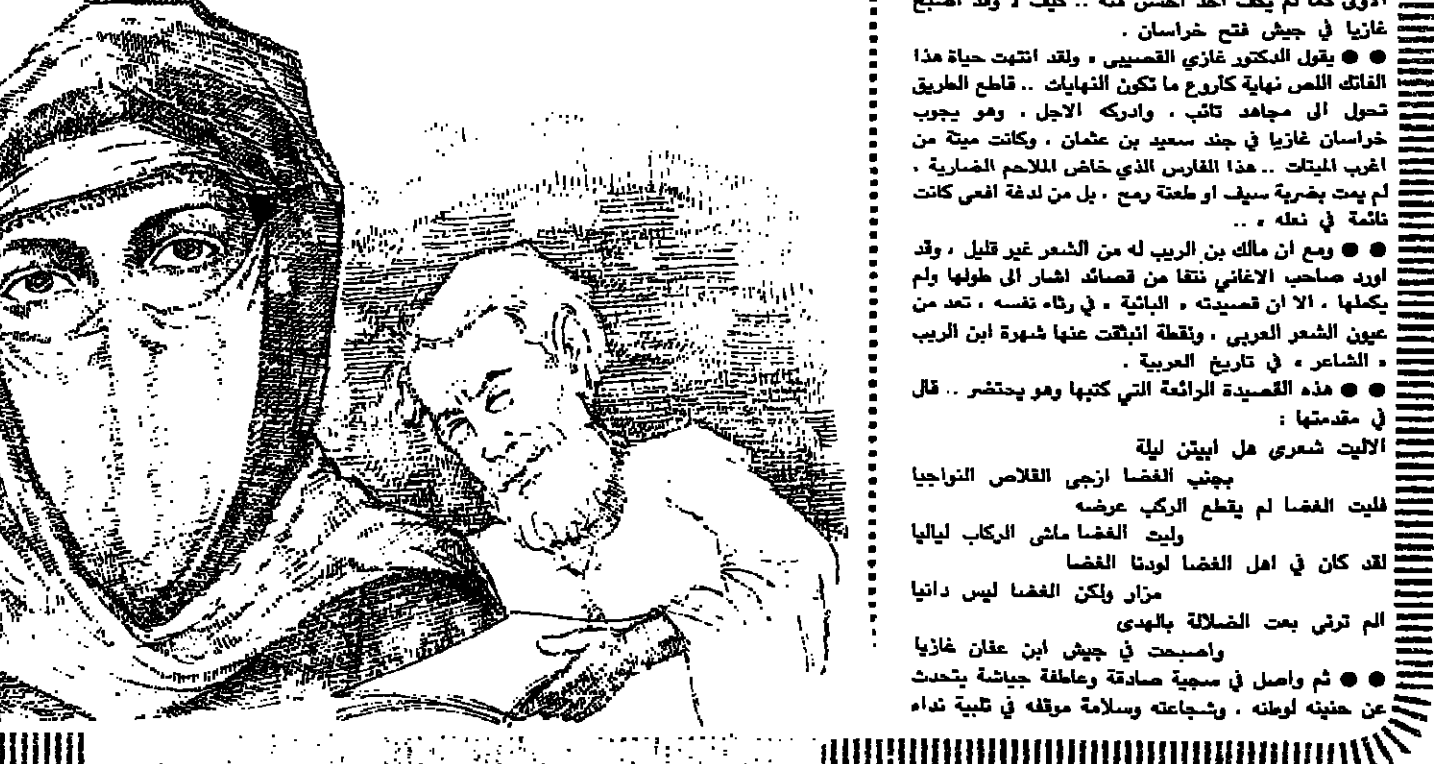 الاولى كما لم يكف احد احسن منه .. كيف لا وقد اصبح
غازيا في جيش فتح خراسان .
● ● يقول الدكتور غازي القصيبي « ولقد انتهت حياة هذا
الفاتك اللص نهاية كأروع ما تكون النهايات .. قاطع الطريق
تحول الى مجاهد تائب ، وادركه الاجل ، وهو يجوب
خراسان غازيا في جند سعيد بن عثمان ، وكانت ميتة من
اغرب الميتات .. هذا الفارس الذي خاض الملاحم الضارية ،
لم يمت بضربة سيف او طعنة رمح ، بل من لدغة افعى كانت
نائمة في نعله » ..
● ● ومع ان مالك بن الريب له من الشعر غير قليل ، وقد
اورد صاحب الاغاني نتفا من قصائد اشار الى طولها ولم
يكملها ، الا ان قصيدته « اليائية » في رثاء نفسه ، تعد من
عيون الشعر العربي ، ونقطة انبثقت عنها شهرة ابن الريب
« الشاعر » في تاريخ العربية .
● ● هذه القصيدة الرائعة التي كتبها وهو يحتضر .. قال
في مقدمتها :
الاليت شعري هل ابيتن ليلة
بجنب الغضا ازجى القلاص النواجيا
فليت الغضا لم يقطع الركب عرضه
وليت الغضا ماشى الركاب لياليا
لقد كان في اهل الغضا لودنا الغضا
مزار ولكن الغضا ليس دانيا
الم ترني بعت الضلالة بالهدى
واصبحت في جيش ابن عفان غازيا
● ● ثم واصل في سجية صادقة وعاطفة جياشة يتحدث
عن حنينه لوطنه ، وشجاعته وسلامة موقفه في تلبية نداء